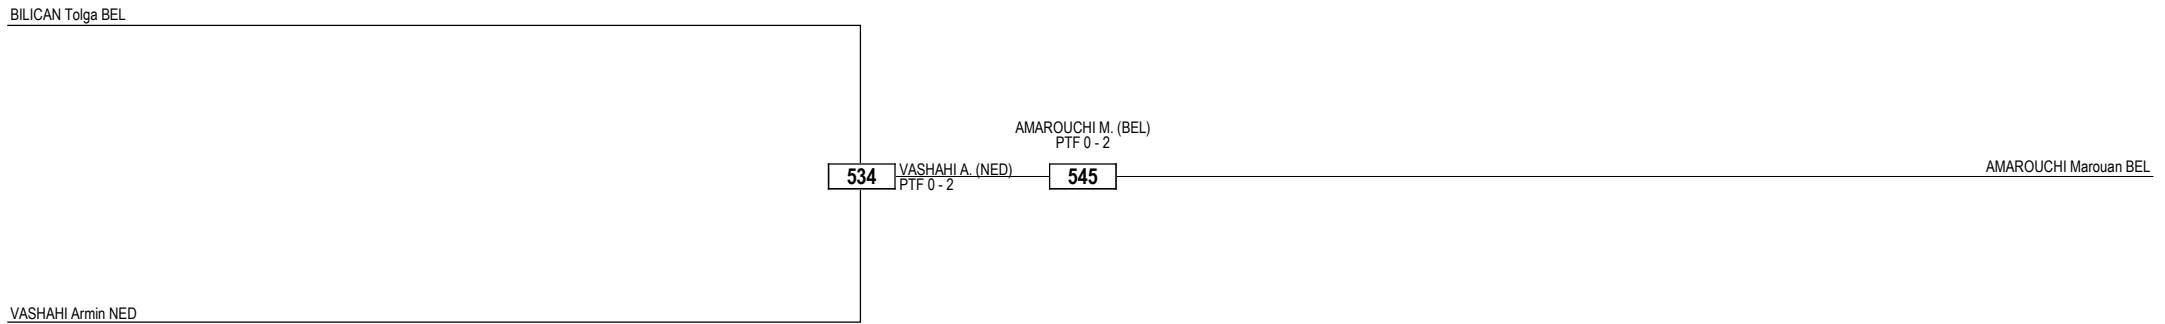 BILICAN Tolga BEL
AMAROUCHI M. (BEL)
PTF 0 - 2
534
VASHAHI A. (NED)
PTF 0 - 2
545
AMAROUCHI Marouan BEL
VASHAHI Armin NED